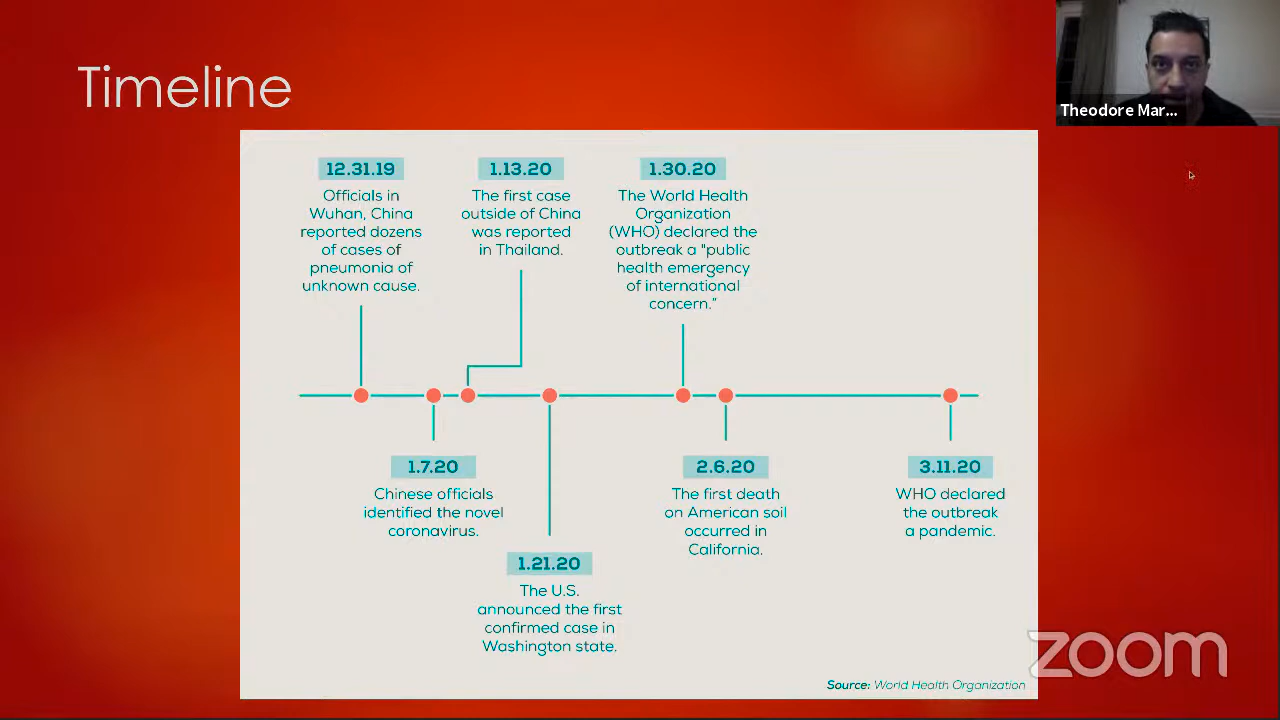 Timeline
Theodore Mar...
12.31.19
Officials in
Wuhan, China
reported dozens
of cases of
pneumonia of
unknown cause.
1.13.20
The first case
outside of China
was reported
in Thailand.
1.30.20
The World Health
Organization
(WHO) declared the
outbreak a "public
health emergency
of international
concern."
1.7.20
Chinese officials
identified the novel
coronavirus.
1.21.20
The U.S.
announced the first
confirmed case in
Washington state.
2.6.20
The first death
on American soil
occurred in
California.
3.11.20
WHO declared
the outbreak
a pandemic.
Source: World Health Organization
zoom